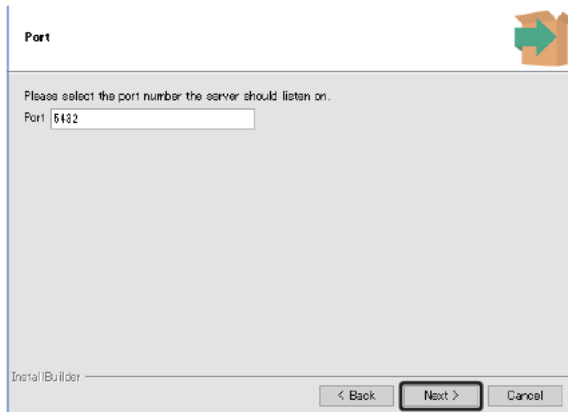 Port
Please select the port number the server should listen on.
Port 5432
InstallBuilder
< Back Next > Cancel